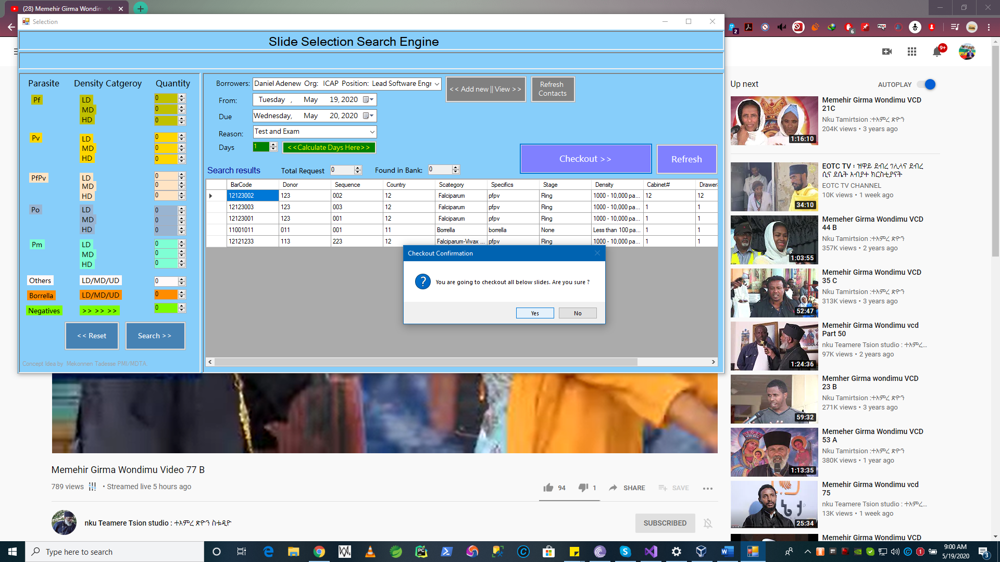 (28) Memehir Girma Wondim
Selection
Slide Selection Search Engine
Parasite Density Catgeroy Quantity
Pf LD 0
MD 0
HD 0
Pv LD 0
MD 0
HD 0
PfPv LD 0
MD 0
HD 0
Po LD 0
MD 0
HD 0
Pm LD 0
MD 0
HD 0
Others LD/MD/UD 0
Borrella LD/MD/UD 0
Negatives >> >> >> 0
<< Reset Search >>
Concept Idea by Mekonnen Tadesse PMI/MDTA.
Borrowers: Daniel Adenew Org: ICAP Position: Lead Software Engr
<< Add new || View >>
Refresh
Contacts
From: Tuesday , May 19, 2020
Due Wednesday, May 20, 2020
Reason: Test and Exam
Days 1 <<Calculate Days Here>>
Checkout >> Refresh
Search results Total Request 0 Found in Bank: 0
BarCode Donor Sequence Country Scategory Specifics Stage Density Cabinet# Drawer
12123002 123 002 12 Falciparum pfpv Ring 1000 - 10,000 pa... 12 12
12123003 123 003 12 Falciparum pfpv Ring 1000 - 10,000 pa... 1 1
12123001 123 001 12 Falciparum pfpv Ring 1000 - 10,000 pa... 1 1
11001011 011 001 11 Borrella borrella None Less than 100 pa... 1 1
12121233 113 223 12 Falciparum-Vivax ... pfpv Ring 1000 - 10,000 pa... 1 1
Checkout Confirmation
You are going to checkout all below slides. Are you sure ?
Yes No
Memehir Girma Wondimu Video 77 B
789 views • Streamed live 5 hours ago
94 1 SHARE SAVE
nku Teamere Tsion studio : ተአምረ ጽዮን ስቱዲዮ
SUBSCRIBED
2
6
9+
Up next AUTOPLAY
Memehir Girma Wondimu VCD
21C
Nku Tamirtsion :ተአምረ ጽዮን
204K views • 3 years ago
1:16:10
EOTC TV ፡ ዝዋይ ደብረ ገሊላና ደብረ
ሲና ደሴት አብያተ ክርስቲያናት
EOTC TV CHANNEL
10K views • 1 week ago
34:10
Memeher Girma Wondimu VCD
44 B
Nku Tamirtsion :ተአምረ ጽዮን
357K views • 2 years ago
1:03:55
Memehir Girma Wondimu VCD
35 C
Nku Tamirtsion :ተአምረ ጽዮን
313K views • 3 years ago
52:47
Memehir Girma Wondimu vcd
Part 50
nku Teamere Tsion studio : ተአም...
97K views • 2 years ago
1:24:36
Memher Girma wondimu VCD
23 B
Nku Tamirtsion :ተአምረ ጽዮን
271K views • 3 years ago
59:32
Memeher Girma Wondimu VCD
53 A
Nku Tamirtsion :ተአምረ ጽዮን
380K views • 1 year ago
1:13:35
Memehir Girma Wondimu vcd
75
nku Teamere Tsion studio : ተአም...
13K views • 1 week ago
25:34
Memehir Girma Wondimu VCD
Type here to search
9:00 AM
5/19/2020
3